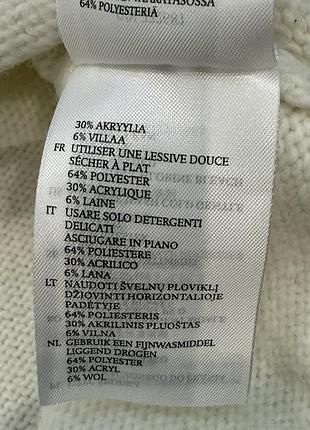 64% POLYESTERIÄ
30% AKRYYLIA
6% VILLAA
FR UTILISER UNE LESSIVE DOUCE
SÉCHER À PLAT
64% POLYESTER
30% ACRYLIQUE
6% LAINE
IT USARE SOLO DETERGENTI
DELICATI
ASCIUGARE IN PIANO
64% POLIESTERE
30% ACRILICO
6% LANA
LT NAUDOTI ŠVELNŲ PLOVIKLĮ
DŽIOVINTI HORIZONTALIOJE
PADĖTYJE
64% POLIESTERIS
30% AKRILINIS PLUOŠTAS
6% VILNA
NL GEBRUIK EEN FIJNWASMIDDEL
LIGGEND DROGEN
64% POLYESTER
30% ACRYL
6% WOL